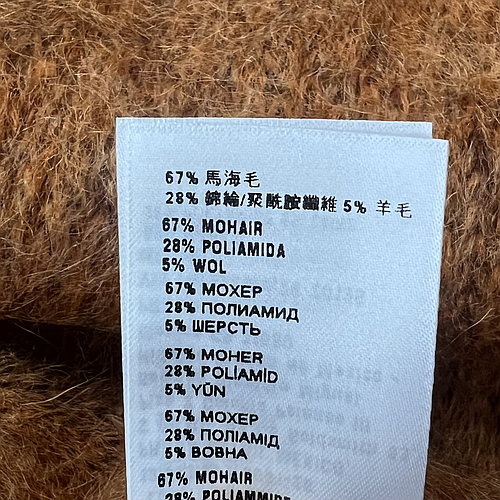 67% 馬海毛
28% 錦綸/聚酰胺纖維 5% 羊毛
67% MOHAIR
28% POLIAMIDA
5% WOL
67% МОХЕР
28% ПОЛИАМИД
5% ШЕРСТЬ
67% MOHER
28% POLİAMİD
5% YÜN
67% МОХЕР
28% ПОЛІАМІД
5% ВОВНА
67% MOHAIR
28% POLIAMMIDE